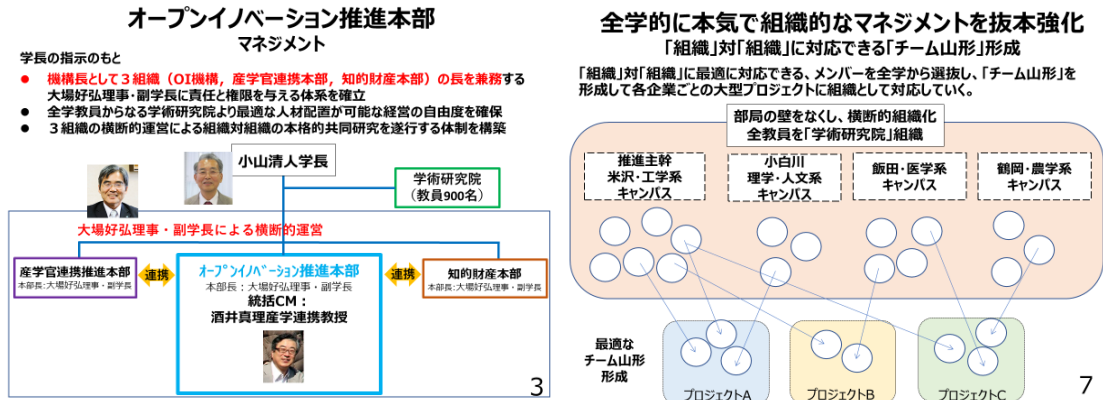 オープンイノベーション推進本部
マネジメント
学長の指示のもと
● 機構長として３組織（OI機構，産学官連携本部，知的財産本部）の長を兼務する
大場好弘理事・副学長に責任と権限を与える体系を確立
● 全学教員からなる学術研究院より最適な人材配置が可能な経営の自由度を確保
● ３組織の横断的運営による組織対組織の本格的共同研究を遂行する体制を構築
小山清人学長
学術研究院
（教員900名）
大場好弘理事・副学長による横断的運営
産学官連携推進本部
本部長:大場好弘理事・副学長
連携
ｵｰﾌﾟﾝｲﾉﾍﾞｰｼｮﾝ推進本部
本部長：大場好弘理事・副学長
統括CM：
酒井真理産学連携教授
連携
知的財産本部
本部長:大場好弘理事・副学長
3
全学的に本気で組織的なマネジメントを抜本強化
「組織」対「組織」に対応できる「チーム山形」形成
「組織」対「組織」に最適に対応できる、メンバーを全学から選抜し、「チーム山形」を
形成して各企業ごとの大型プロジェクトに組織として対応していく。
部局の壁をなくし、横断的組織化
全教員を「学術研究院」組織
推進主幹
米沢・工学系
キャンパス
小白川
理学・人文系
キャンパス
飯田・医学系
キャンパス
鶴岡・農学系
キャンパス
最適な
チーム山形
形成
プロジェクトA
プロジェクトB
プロジェクトC
7